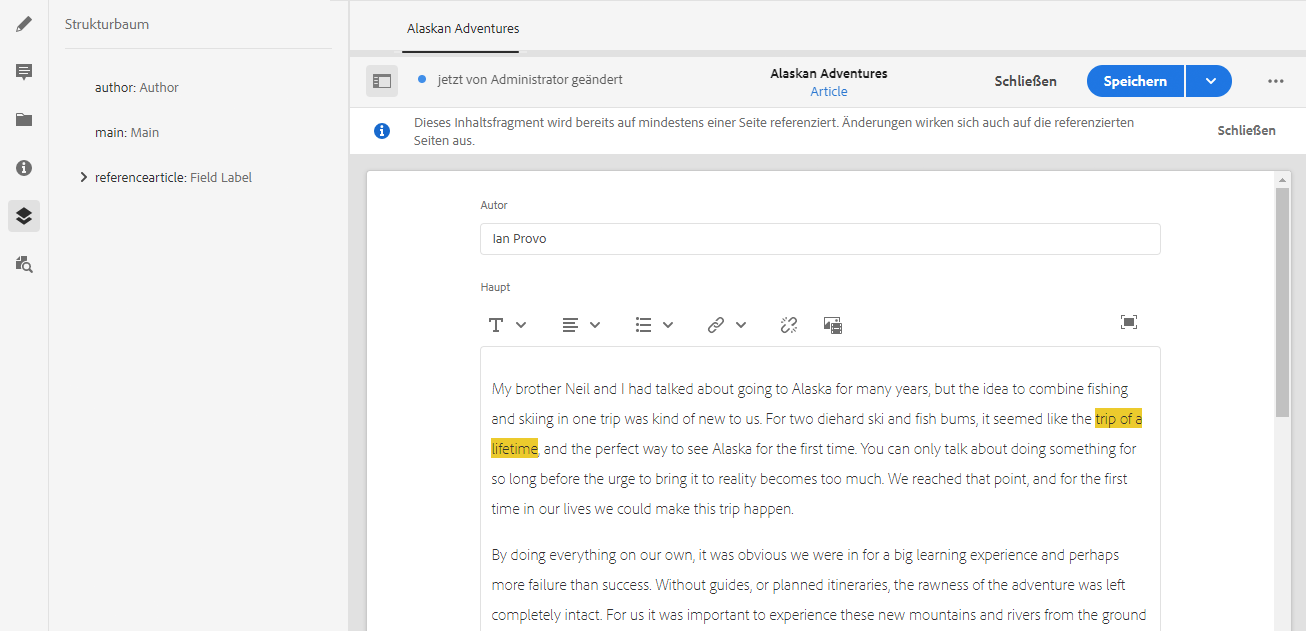 Strukturbaum
author: Author
main: Main
referencearticle: Field Label
Alaskan Adventures
jetzt von Administrator geändert
Alaskan Adventures
Article
Schließen
Speichern
Dieses Inhaltsfragment wird bereits auf mindestens einer Seite referenziert. Änderungen wirken sich auch auf die referenzierten
Seiten aus.
Schließen
Autor
Ian Provo
Haupt
My brother Neil and I had talked about going to Alaska for many years, but the idea to combine fishing
and skiing in one trip was kind of new to us. For two diehard ski and fish bums, it seemed like the trip of a
lifetime, and the perfect way to see Alaska for the first time. You can only talk about doing something for
so long before the urge to bring it to reality becomes too much. We reached that point, and for the first
time in our lives we could make this trip happen.
By doing everything on our own, it was obvious we were in for a big learning experience and perhaps
more failure than success. Without guides, or planned itineraries, the rawness of the adventure was left
completely intact. For us it was important to experience these new mountains and rivers from the ground